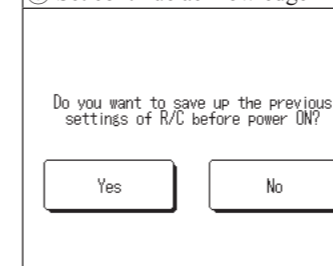 Do you want to save up the previous
settings of R/C before power ON?
Yes
No